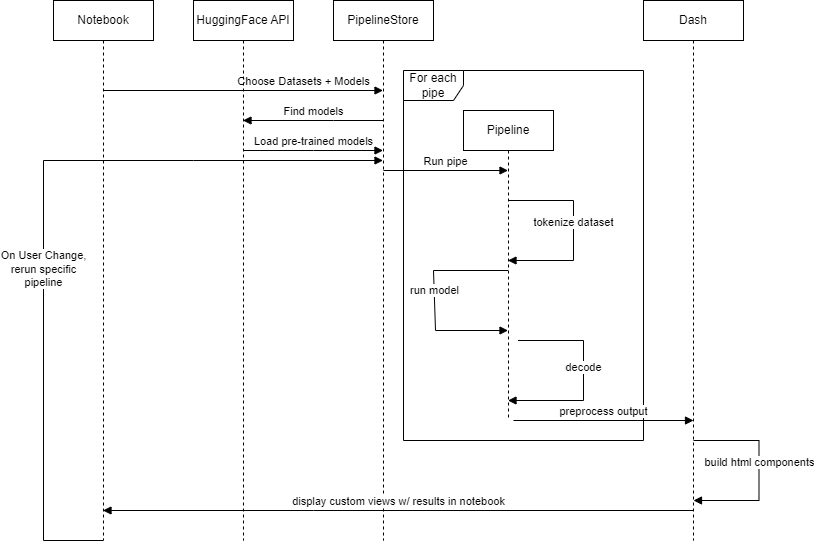 Notebook
HuggingFace API
PipelineStore
Dash
Choose Datasets + Models
For each
pipe
Find models
Pipeline
Load pre-trained models
Run pipe
tokenize dataset
On User Change,
rerun specific
pipeline
run model
decode
preprocess output
build html components
display custom views w/ results in notebook